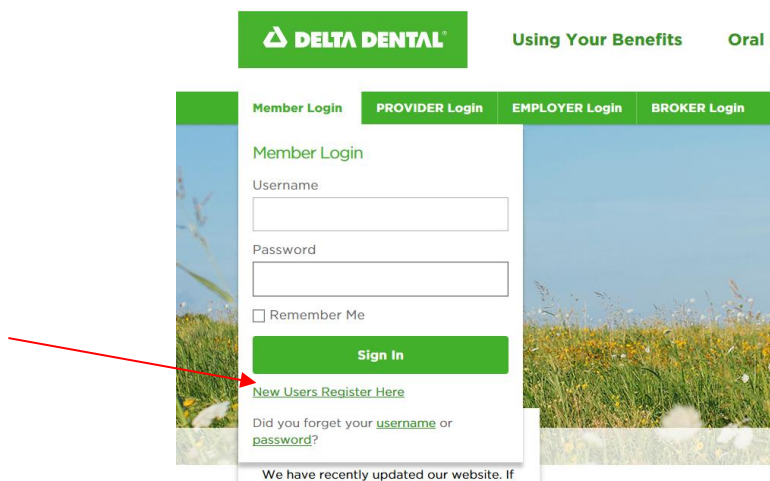 DELTA DENTAL®
Using Your Benefits
Oral
Member Login
PROVIDER Login
EMPLOYER Login
BROKER Login
Member Login
Username
Password
Remember Me
Sign In
New Users Register Here
Did you forget your username or
password?
We have recently updated our website. If